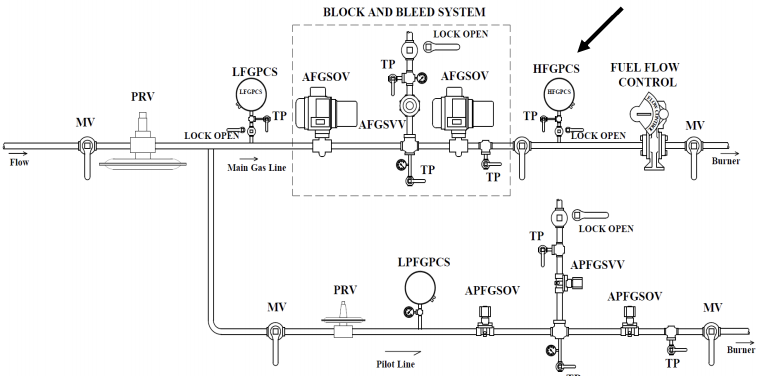 BLOCK AND BLEED SYSTEM
LOCK OPEN
TP
LFGPCS
AFGSOV
AFGSOV
HFGPCS
FUEL FLOW
CONTROL
PRV
LFGPCS
HFGPCS
MV
TP
AFGSVV
TP
MV
LOCK OPEN
LOCK OPEN
Flow
Main Gas Line
TP
TP
Burner
LOCK OPEN
TP
LPFGPCS
APFGSVV
PRV
APFGSOV
MV
MV
Burner
Pilot Line
TP
TP